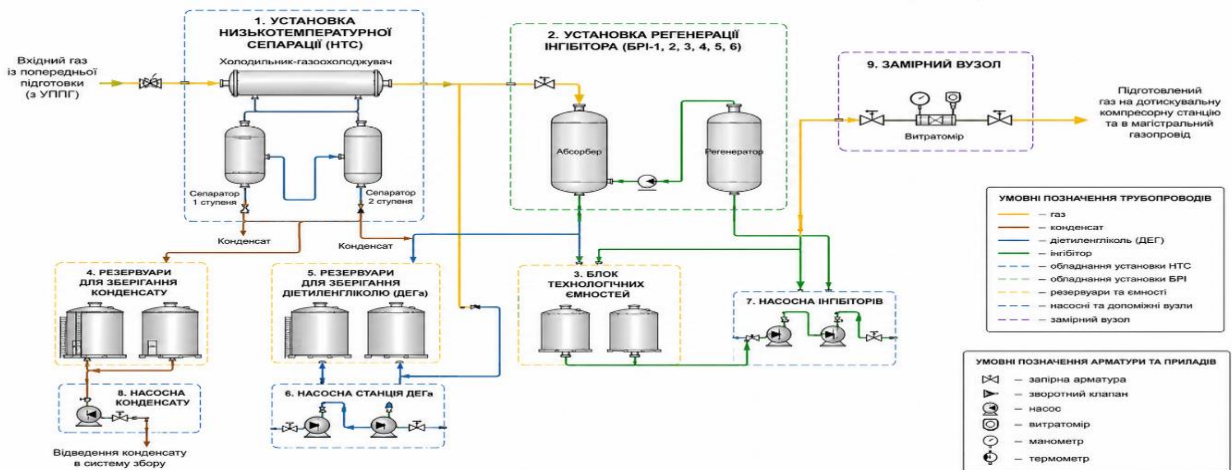 1. УСТАНОВКА
НИЗЬКОТЕМПЕРАТУРНОЇ
СЕПАРАЦІЇ (НТС)
Холодильник-газоохолоджувач
Вхідний газ
із попередньої
підготовки
(з УППГ)
Сепаратор
1 ступеня
Сепаратор
2 ступеня
Конденсат
Конденсат
2. УСТАНОВКА РЕГЕНЕРАЦІЇ
ІНГІБІТОРА (БРІ-1, 2, 3, 4, 5, 6)
Абсорбер
Регенератор
9. ЗАМІРНИЙ ВУЗОЛ
Витратомір
Підготовлений
газ на дотискувальну
компресорну станцію
та в магістральний
газопровід
4. РЕЗЕРВУАРИ
ДЛЯ ЗБЕРІГАННЯ
КОНДЕНСАТУ
5. РЕЗЕРВУАРИ
ДЛЯ ЗБЕРІГАННЯ
ДІЕТИЛЕНГЛІКОЛЮ (ДЕГа)
3. БЛОК
ТЕХНОЛОГІЧНИХ
ЄМНОСТЕЙ
7. НАСОСНА ІНГІБІТОРІВ
8. НАСОСНА
КОНДЕНСАТУ
6. НАСОСНА СТАНЦІЯ ДЕГа
Відведення конденсату
в систему збору
УМОВНІ ПОЗНАЧЕННЯ ТРУБОПРОВОДІВ
– газ
– конденсат
– діетиленгліколь (ДЕГ)
– інгібітор
– обладнання установки НТС
– обладнання установки БРІ
– резервуари та ємності
– насосні та допоміжні вузли
– замірний вузол
УМОВНІ ПОЗНАЧЕННЯ АРМАТУРИ ТА ПРИЛАДІВ
– запірна арматура
– зворотний клапан
– насос
– витратомір
– манометр
– термометр